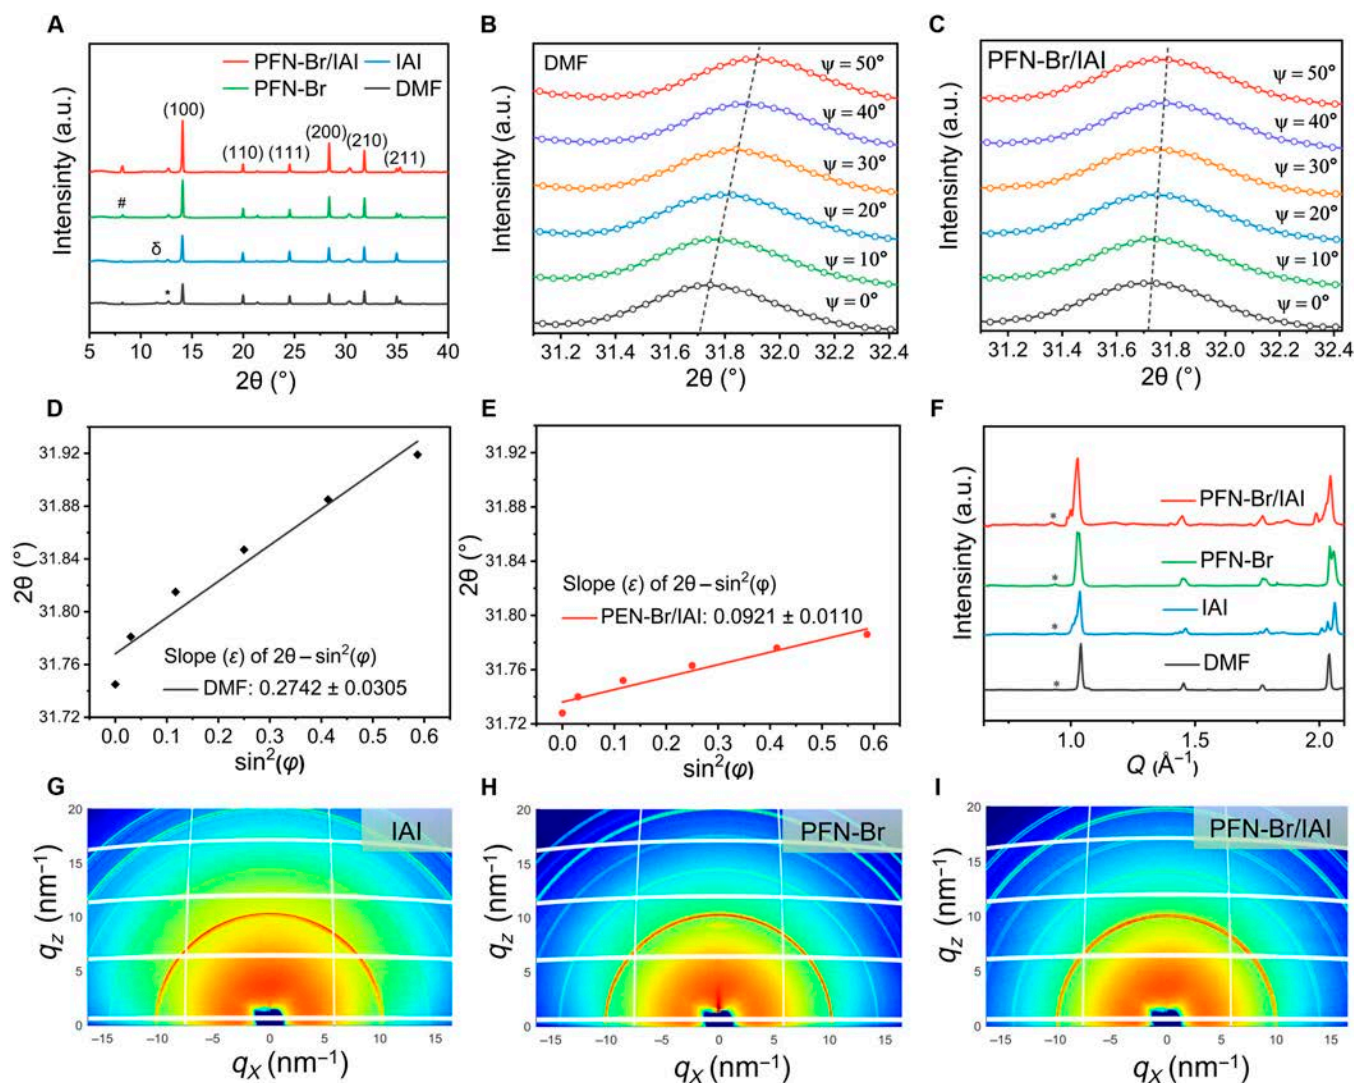 A
PFN-Br/IAI
IAI
PFN-Br
DMF
(100)
(110)
(111)
(200)
(210)
(211)
#
δ
*
Intensinty (a.u.)
5 10 15 20 25 30 35 40
2θ (°)
B
DMF
ψ = 50°
ψ = 40°
ψ = 30°
ψ = 20°
ψ = 10°
ψ = 0°
Intensinty (a.u.)
31.2 31.4 31.6 31.8 32.0 32.2 32.4
2θ (°)
C
PFN-Br/IAI
ψ = 50°
ψ = 40°
ψ = 30°
ψ = 20°
ψ = 10°
ψ = 0°
Intensinty (a.u.)
31.2 31.4 31.6 31.8 32.0 32.2 32.4
2θ (°)
D
31.92
31.88
31.84
31.80
31.76
31.72
2θ (°)
Slope (ε) of 2θ – sin²(φ)
DMF: 0.2742 ± 0.0305
0.0 0.1 0.2 0.3 0.4 0.5 0.6
sin²(φ)
E
31.92
31.88
31.84
31.80
31.76
31.72
2θ (°)
Slope (ε) of 2θ – sin²(φ)
PEN-Br/IAI: 0.0921 ± 0.0110
0.0 0.1 0.2 0.3 0.4 0.5 0.6
sin²(φ)
F
Intensinty (a.u.)
* PFN-Br/IAI
* PFN-Br
* IAI
* DMF
1.0 1.5 2.0
Q (Å⁻¹)
G
IAI
20
15
10
5
0
q_z (nm⁻¹)
−15 −10 −5 0 5 10 15
q_X (nm⁻¹)
H
PFN-Br
20
15
10
5
0
q_z (nm⁻¹)
−15 −10 −5 0 5 10 15
q_X (nm⁻¹)
I
PFN-Br/IAI
20
15
10
5
0
q_z (nm⁻¹)
−15 −10 −5 0 5 10 15
q_X (nm⁻¹)